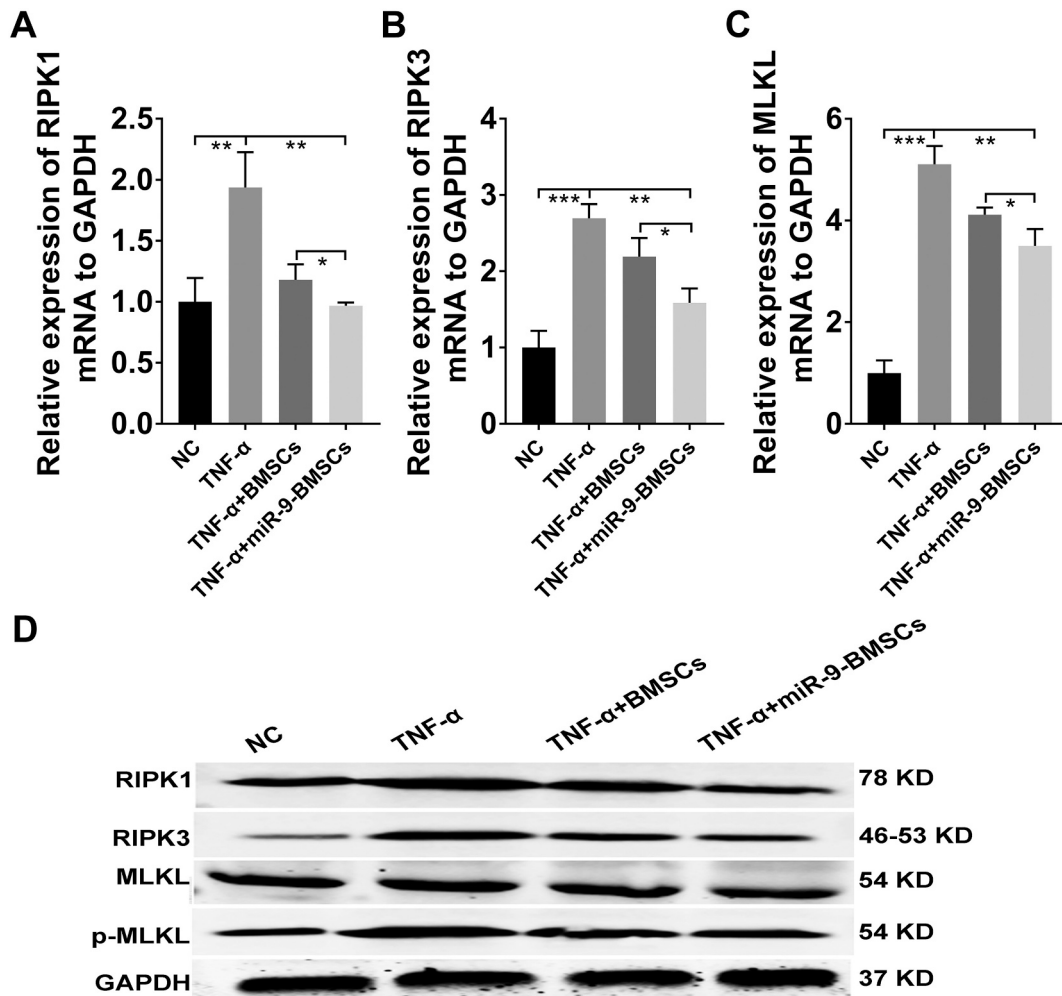 A
Relative expression of RIPK1
mRNA to GAPDH
2.5
2.0
1.5
1.0
0.5
0.0
** **
*
NC
TNF-α
TNF-α+BMSCs
TNF-α+miR-9-BMSCs
B
Relative expression of RIPK3
mRNA to GAPDH
4
3
2
1
0
*** **
*
NC
TNF-α
TNF-α+BMSCs
TNF-α+miR-9-BMSCs
C
Relative expression of MLKL
mRNA to GAPDH
6
4
2
0
*** **
*
NC
TNF-α
TNF-α+BMSCs
TNF-α+miR-9-BMSCs
D
NC TNF-α TNF-α+BMSCs TNF-α+miR-9-BMSCs
RIPK1 78 KD
RIPK3 46-53 KD
MLKL 54 KD
p-MLKL 54 KD
GAPDH 37 KD